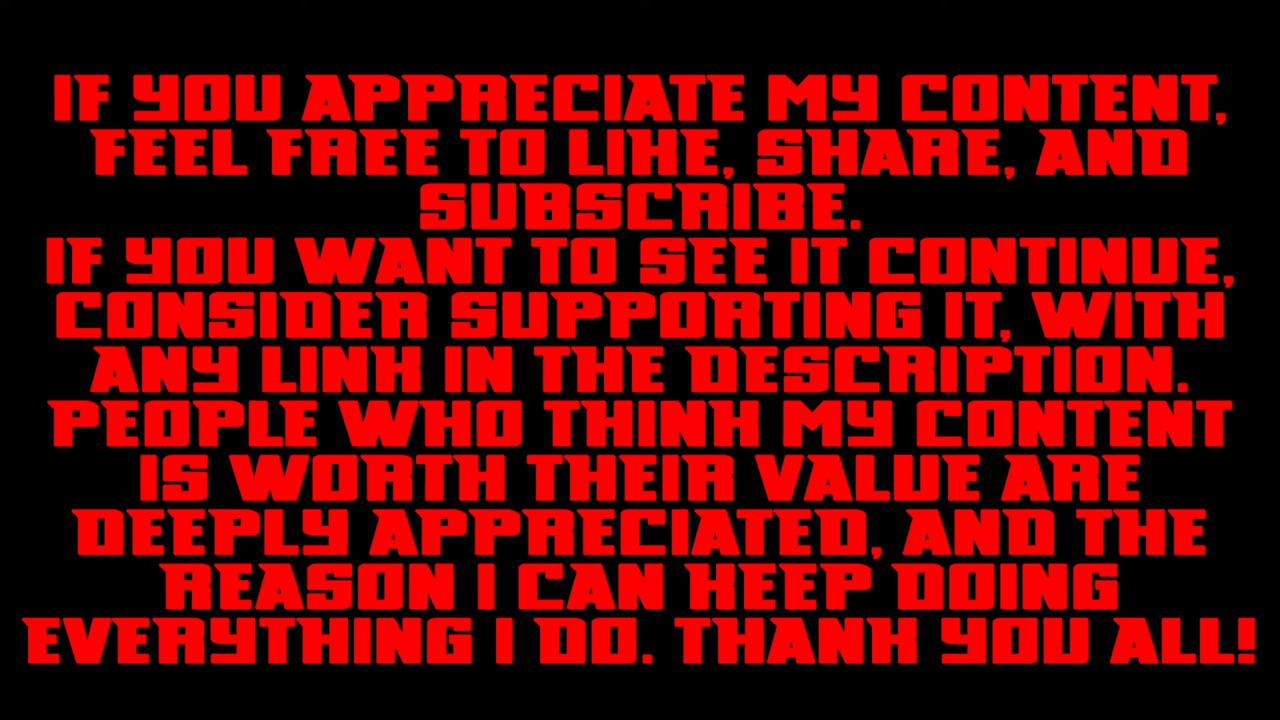 IF YOU APPRECIATE MY CONTENT,
FEEL FREE TO LIKE, SHARE, AND
SUBSCRIBE.
IF YOU WANT TO SEE IT CONTINUE,
CONSIDER SUPPORTING IT, WITH
ANY LINK IN THE DESCRIPTION.
PEOPLE WHO THINK MY CONTENT
IS WORTH THEIR VALUE ARE
DEEPLY APPRECIATED, AND THE
REASON I CAN KEEP DOING
EVERYTHING I DO. THANK YOU ALL!